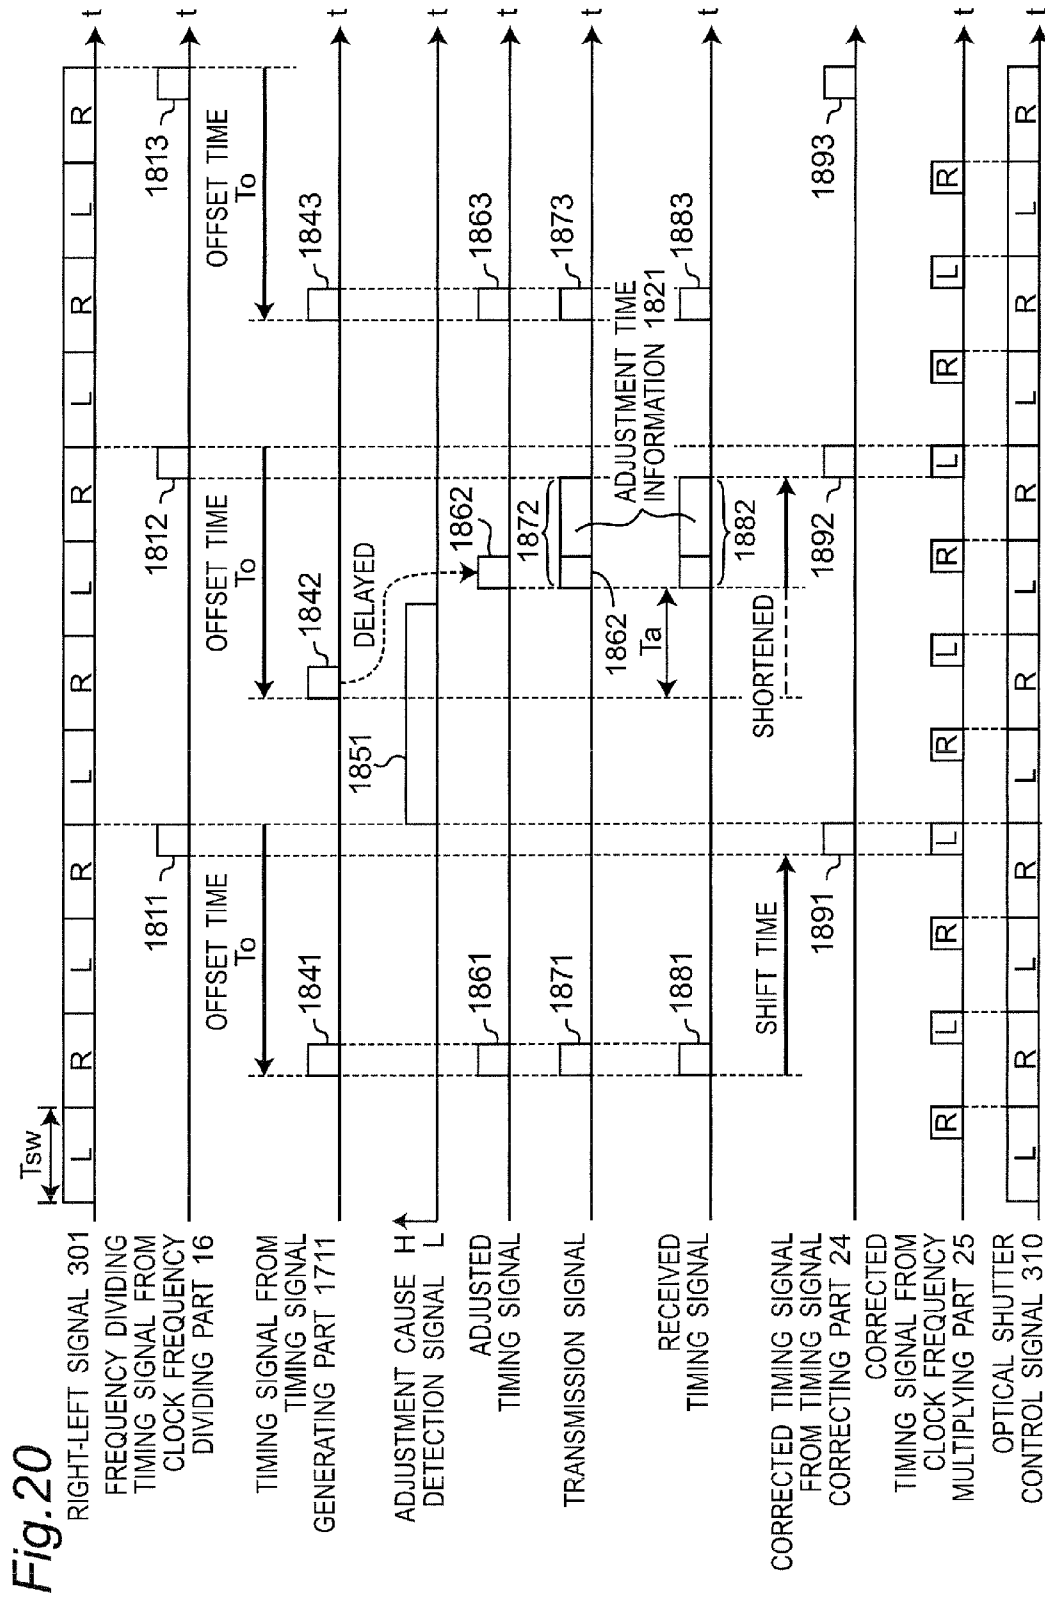 Fig.20
Tsw
RIGHT-LEFT SIGNAL 301
L R L R L R L R L R L R
t
FREQUENCY DIVIDING
TIMING SIGNAL FROM
CLOCK FREQUENCY
DIVIDING PART 16
1811
1812
1813
t
OFFSET TIME
To
OFFSET TIME
To
OFFSET TIME
To
TIMING SIGNAL FROM
TIMING SIGNAL
GENERATING PART 1711
1841
1842
1843
t
DELAYED
ADJUSTMENT CAUSE H
DETECTION SIGNAL L
1851
t
ADJUSTED
TIMING SIGNAL
1861
1862
1863
t
TRANSMISSION SIGNAL
1871
1872
1873
t
1862
ADJUSTMENT TIME
INFORMATION 1821
Ta
RECEIVED
TIMING SIGNAL
1881
1882
1883
t
SHIFT TIME
SHORTENED
CORRECTED TIMING SIGNAL
FROM TIMING SIGNAL
CORRECTING PART 24
1891
1892
1893
t
CORRECTED
TIMING SIGNAL FROM
CLOCK FREQUENCY
MULTIPLYING PART 25
R L R L R L R L R L R
t
OPTICAL SHUTTER
CONTROL SIGNAL 310
L R L R L R L R L R L R
t